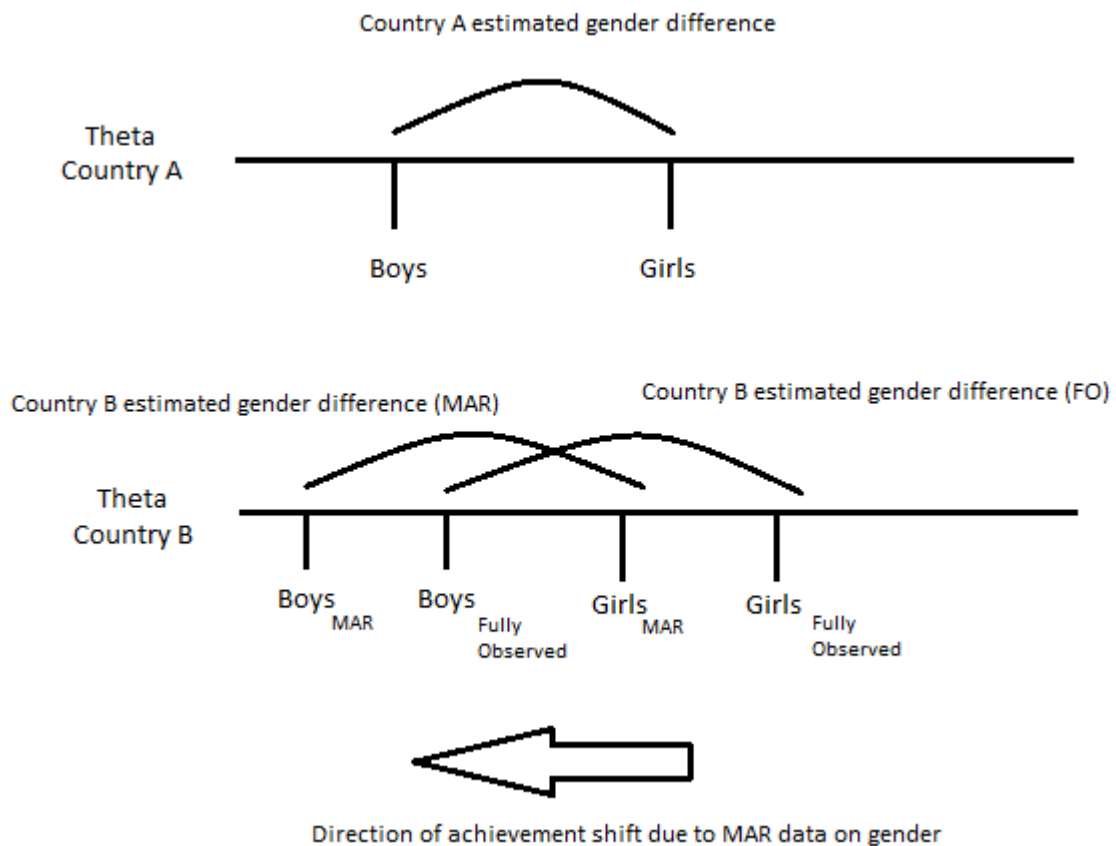 Country A estimated gender difference
Theta
Country A
Boys
Girls
Country B estimated gender difference (MAR)
Country B estimated gender difference (FO)
Theta
Country B
Boys MAR
Boys Fully
Observed
Girls MAR
Girls Fully
Observed
Direction of achievement shift due to MAR data on gender